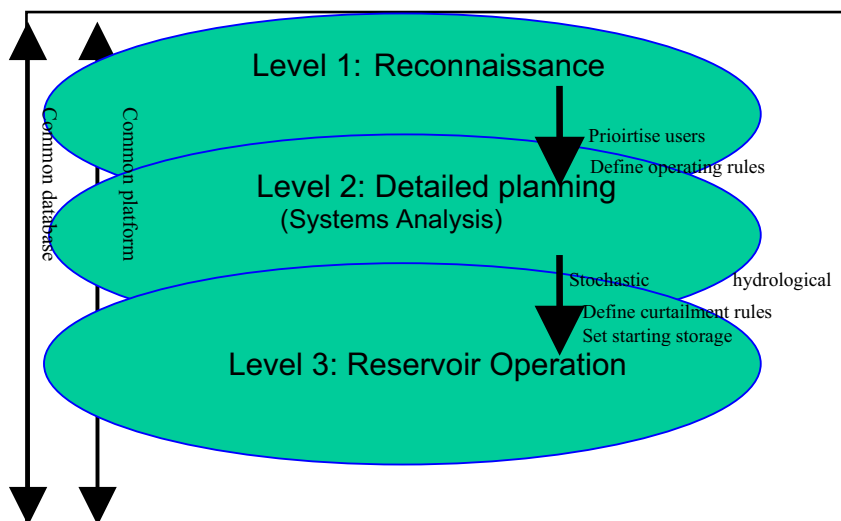 Level 1: Reconnaissance
Prioirtise users
Define operating rules
Level 2: Detailed planning
(Systems Analysis)
Stochastic hydrological
Define curtailment rules
Set starting storage
Level 3: Reservoir Operation
Common database
Common platform